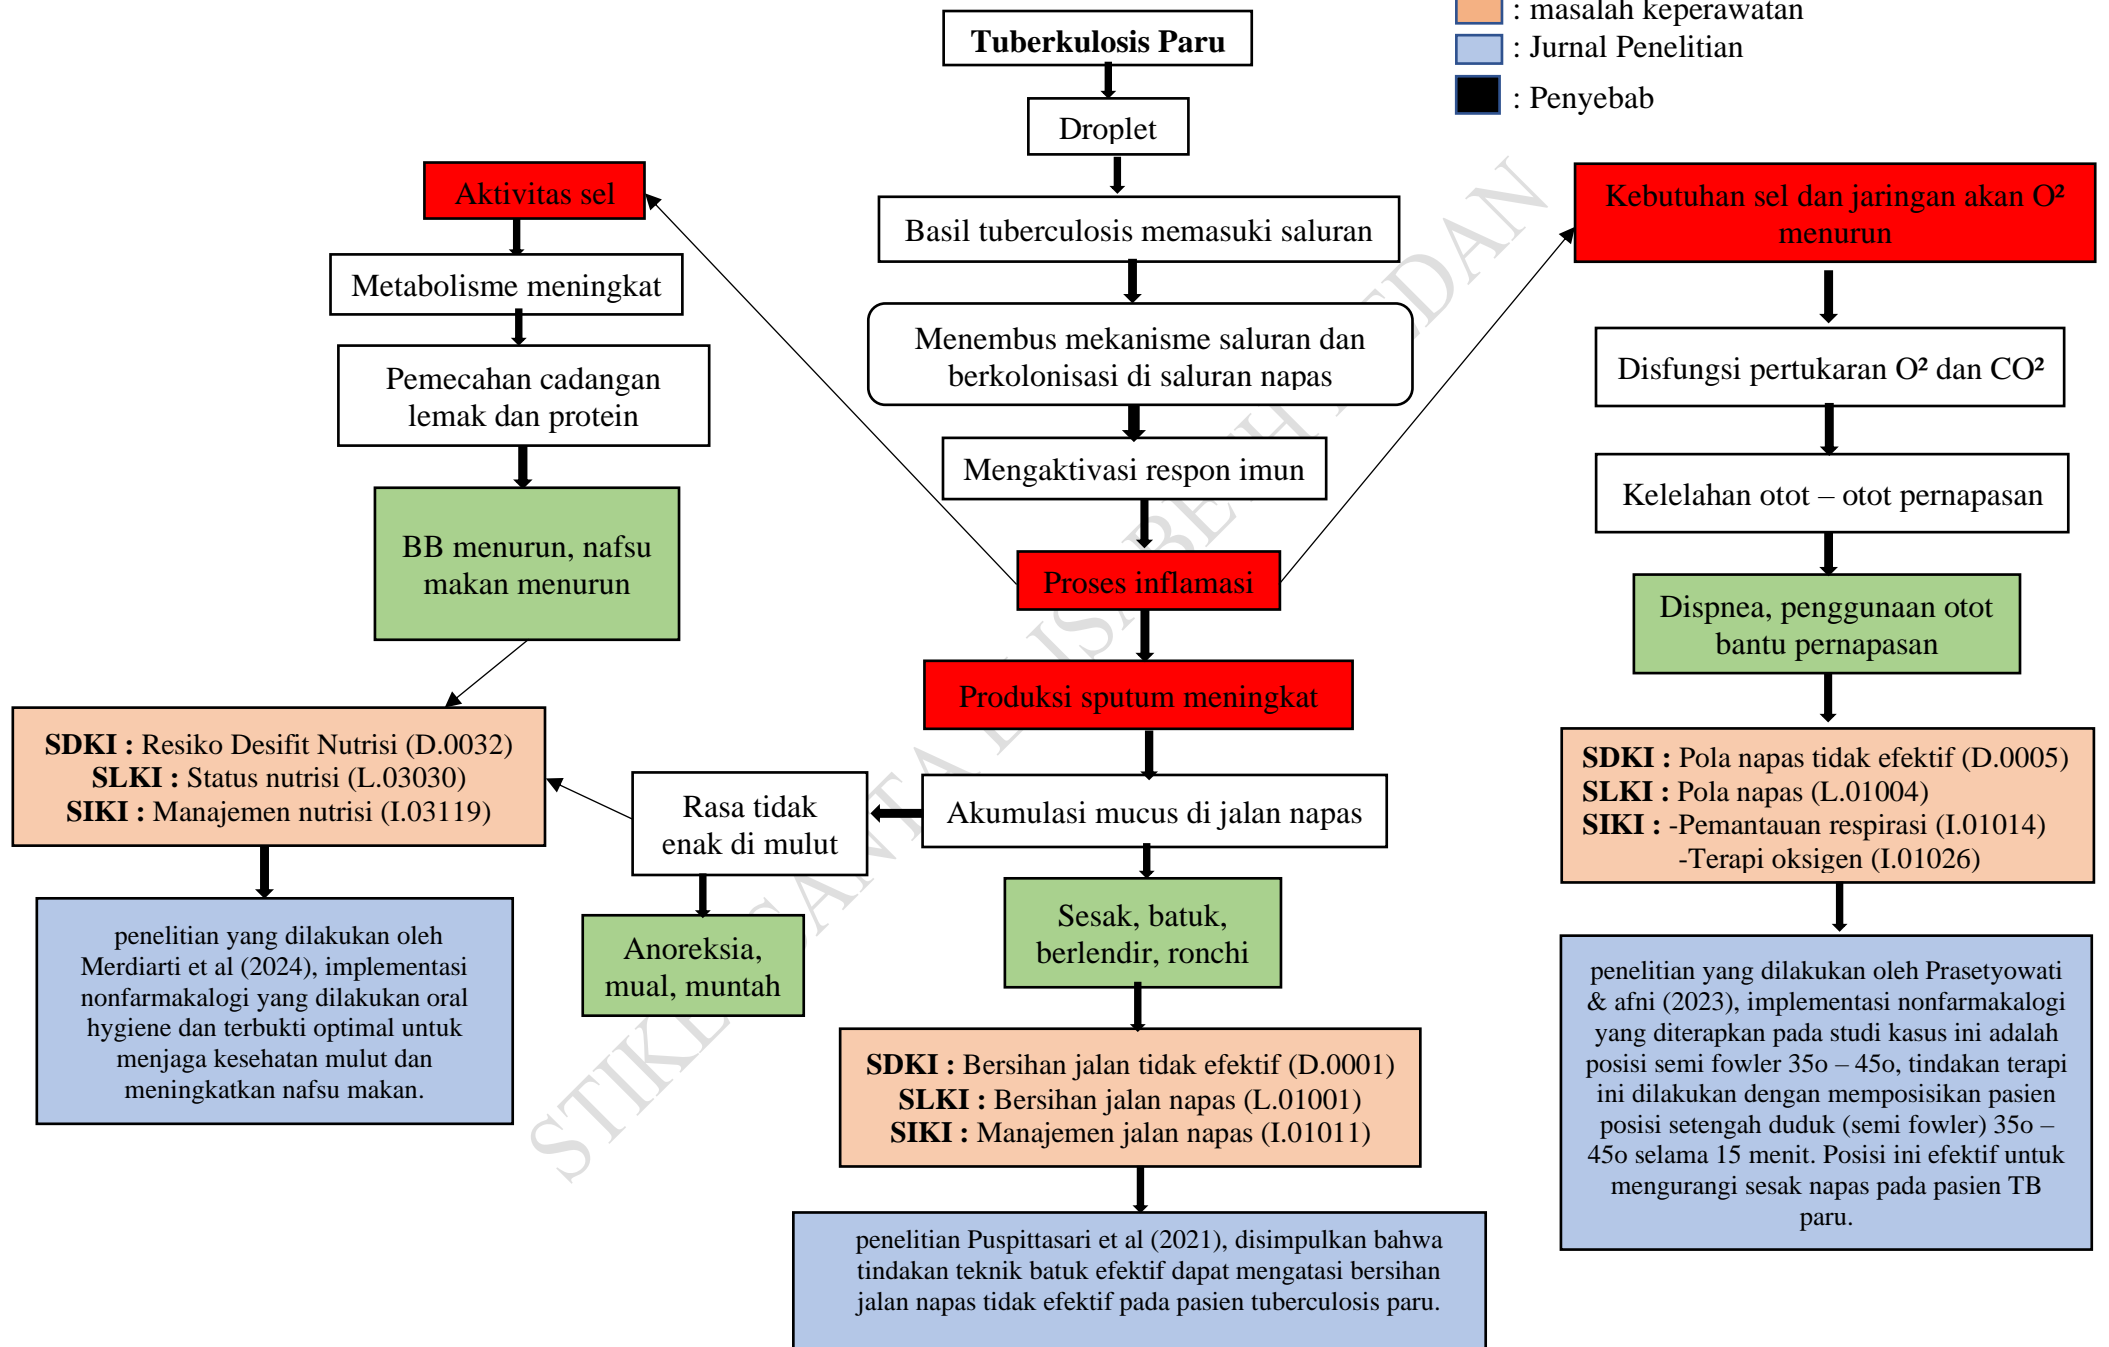 : masalah keperawatan
: Jurnal Penelitian
: Penyebab
Tuberkulosis Paru
Droplet
Basil tuberculosis memasuki saluran
Menembus mekanisme saluran dan
berkolonisasi di saluran napas
Mengaktivasi respon imun
Proses inflamasi
Produksi sputum meningkat
Akumulasi mucus di jalan napas
Sesak, batuk,
berlendir, ronchi
SDKI : Bersihan jalan tidak efektif (D.0001)
SLKI : Bersihan jalan napas (L.01001)
SIKI : Manajemen jalan napas (I.01011)
penelitian Puspittasari et al (2021), disimpulkan bahwa
tindakan teknik batuk efektif dapat mengatasi bersihan
jalan napas tidak efektif pada pasien tuberculosis paru.
Aktivitas sel
Metabolisme meningkat
Pemecahan cadangan
lemak dan protein
BB menurun, nafsu
makan menurun
SDKI : Resiko Desifit Nutrisi (D.0032)
SLKI : Status nutrisi (L.03030)
SIKI : Manajemen nutrisi (I.03119)
penelitian yang dilakukan oleh
Merdiarti et al (2024), implementasi
nonfarmakalogi yang dilakukan oral
hygiene dan terbukti optimal untuk
menjaga kesehatan mulut dan
meningkatkan nafsu makan.
Rasa tidak
enak di mulut
Anoreksia,
mual, muntah
Kebutuhan sel dan jaringan akan O²
menurun
Disfungsi pertukaran O² dan CO²
Kelelahan otot – otot pernapasan
Dispnea, penggunaan otot
bantu pernapasan
SDKI : Pola napas tidak efektif (D.0005)
SLKI : Pola napas (L.01004)
SIKI : -Pemantauan respirasi (I.01014)
-Terapi oksigen (I.01026)
penelitian yang dilakukan oleh Prasetyowati
& afni (2023), implementasi nonfarmakalogi
yang diterapkan pada studi kasus ini adalah
posisi semi fowler 35o – 45o, tindakan terapi
ini dilakukan dengan memposisikan pasien
posisi setengah duduk (semi fowler) 35o –
45o selama 15 menit. Posisi ini efektif untuk
mengurangi sesak napas pada pasien TB
paru.
SANTA